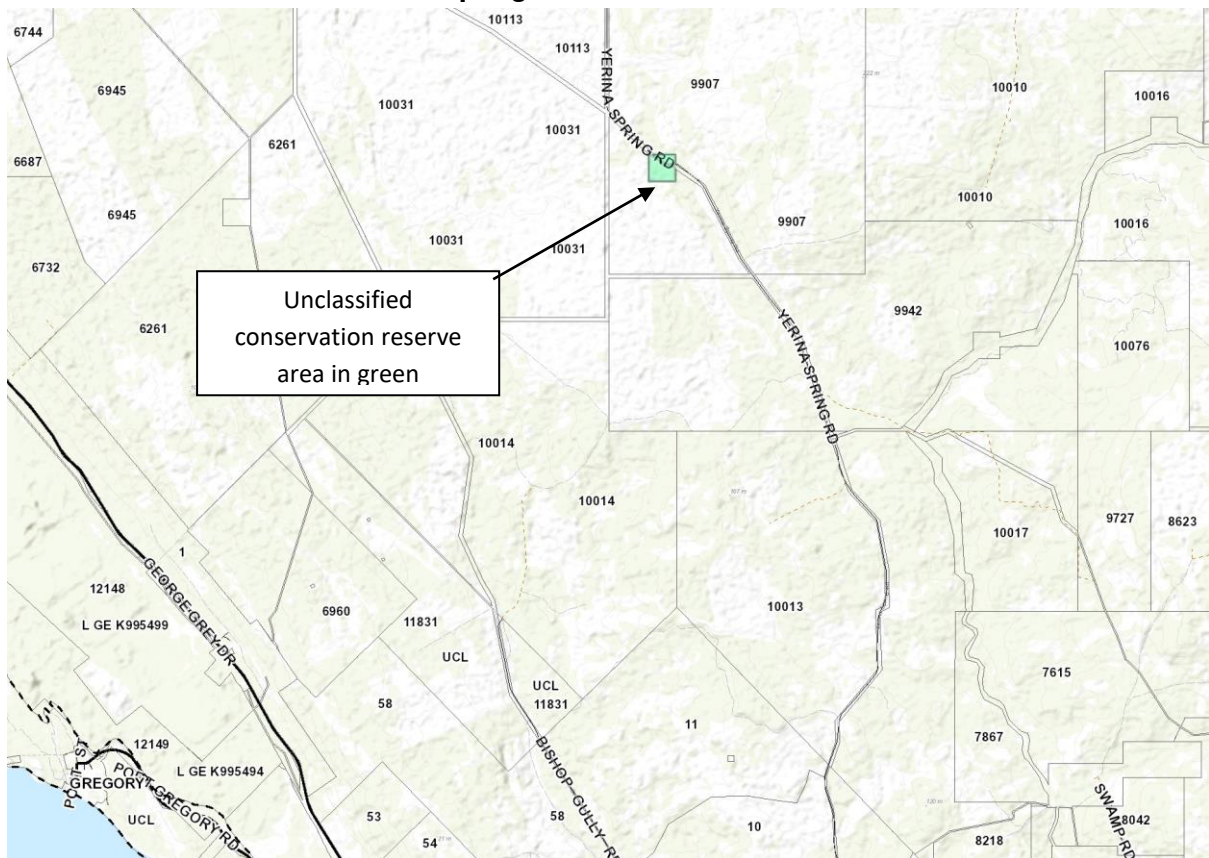 6744
10113
10113
6945
10031
9907
10010
10016
10031
6261
YERINA SPRING RD
6687
10010
6945
9907
10016
10031
10031
6732
Unclassified
conservation reserve
area in green
6261
9942
10076
YERINA SPRING RD
10014
10014
10017
9727
8623
1
GEORGE GREY DR
12148
L GE K995499
6960
11831
10013
UCL
UCL
11831
7615
58
11
7867
BISHOP GULLY R
12149
L GE K995494
PORT ST
GREGORY
PORT GREGORY RD
UCL
53
54
58
10
SWAMP RD
8042
8218